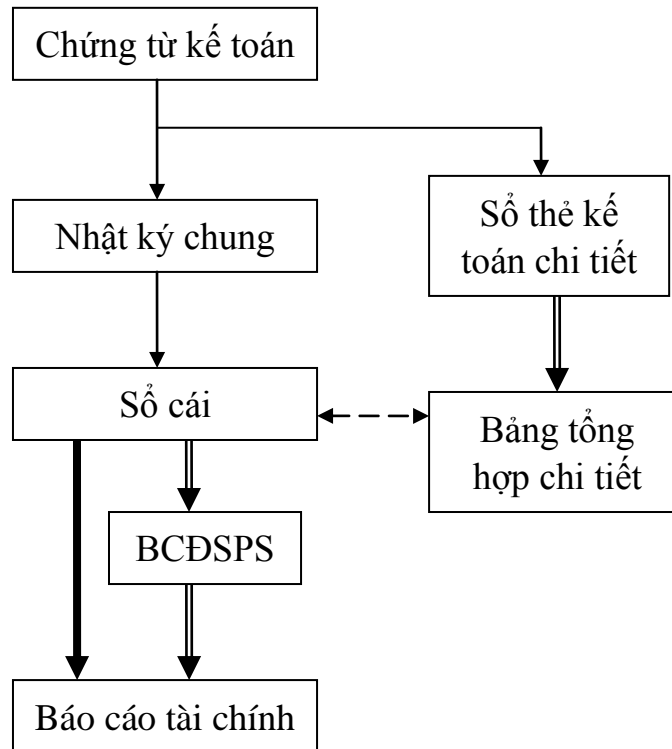 Chứng từ kế toán
Nhật ký chung
Sổ thẻ kế
toán chi tiết
Sổ cái
Bảng tổng
hợp chi tiết
BCĐSPS
Báo cáo tài chính